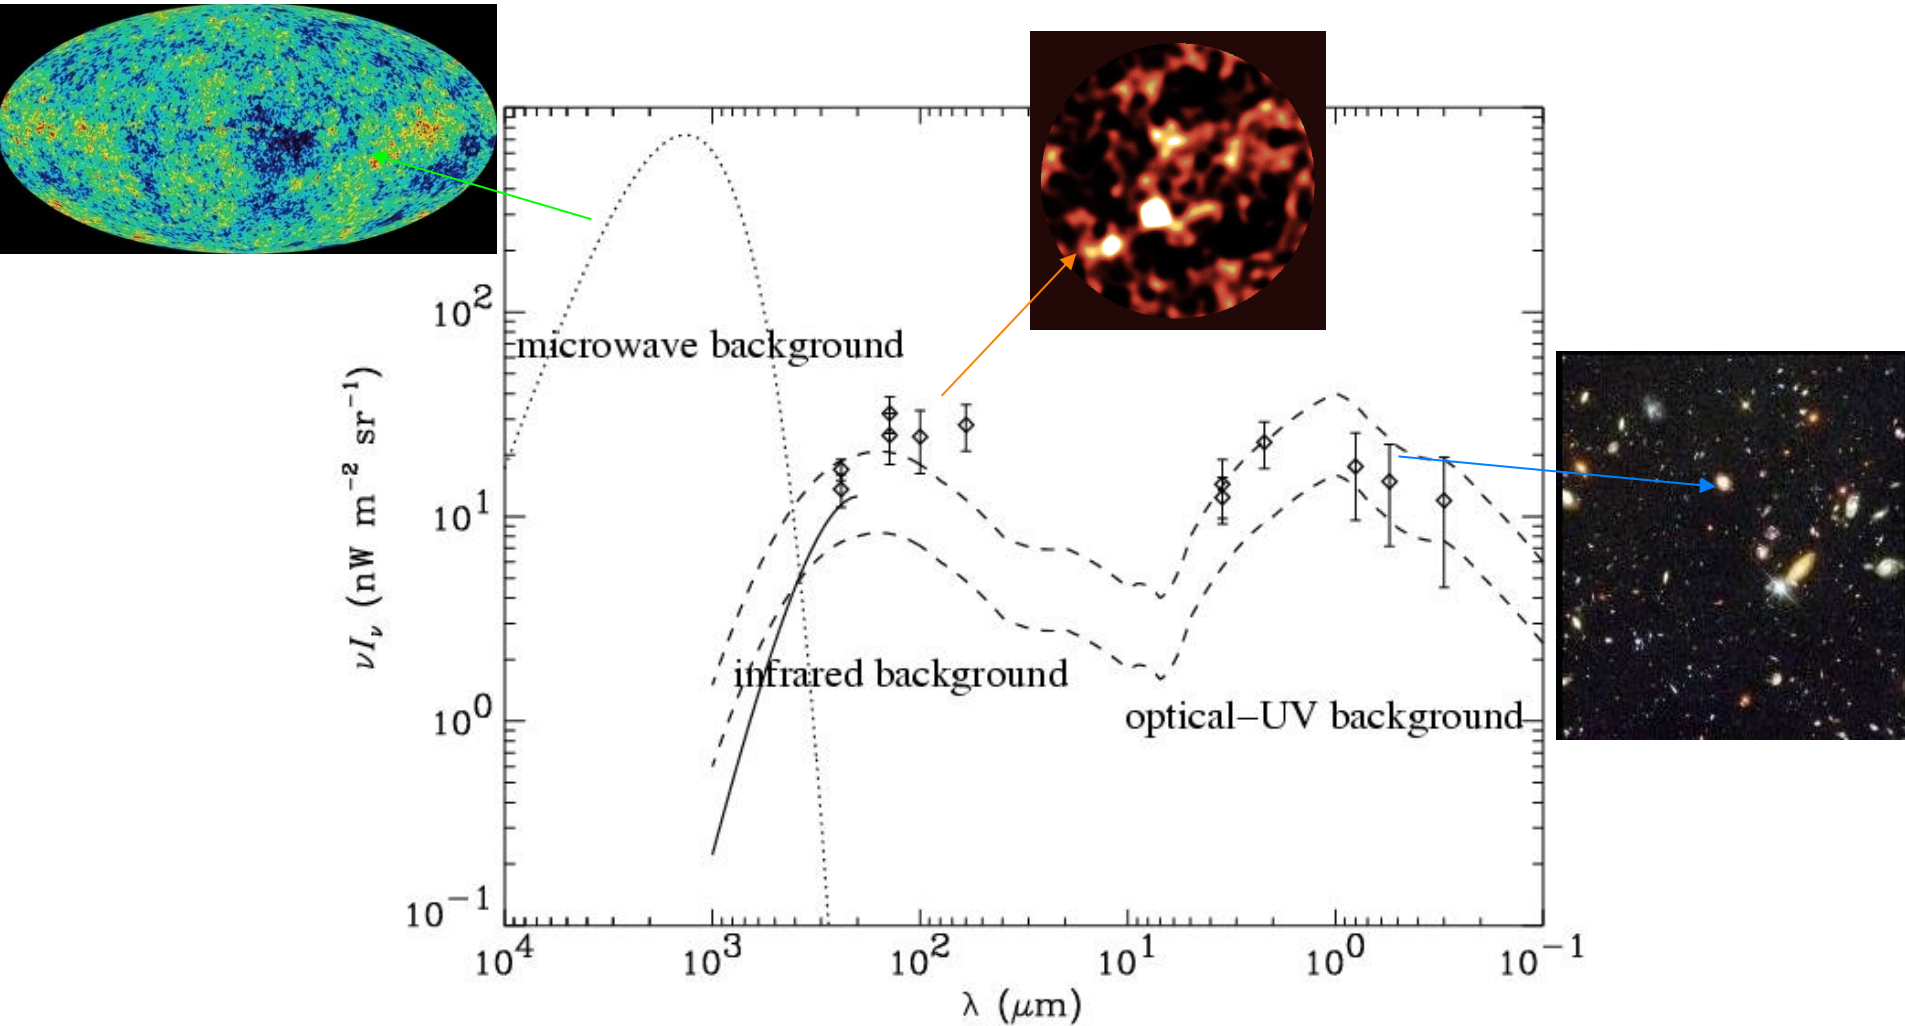 10²
microwave background
νIν (nW m⁻² sr⁻¹)
10¹
infrared background
10⁰
optical−UV background
10⁻¹
10⁴ 10³ 10² 10¹ 10⁰ 10⁻¹
λ (μm)